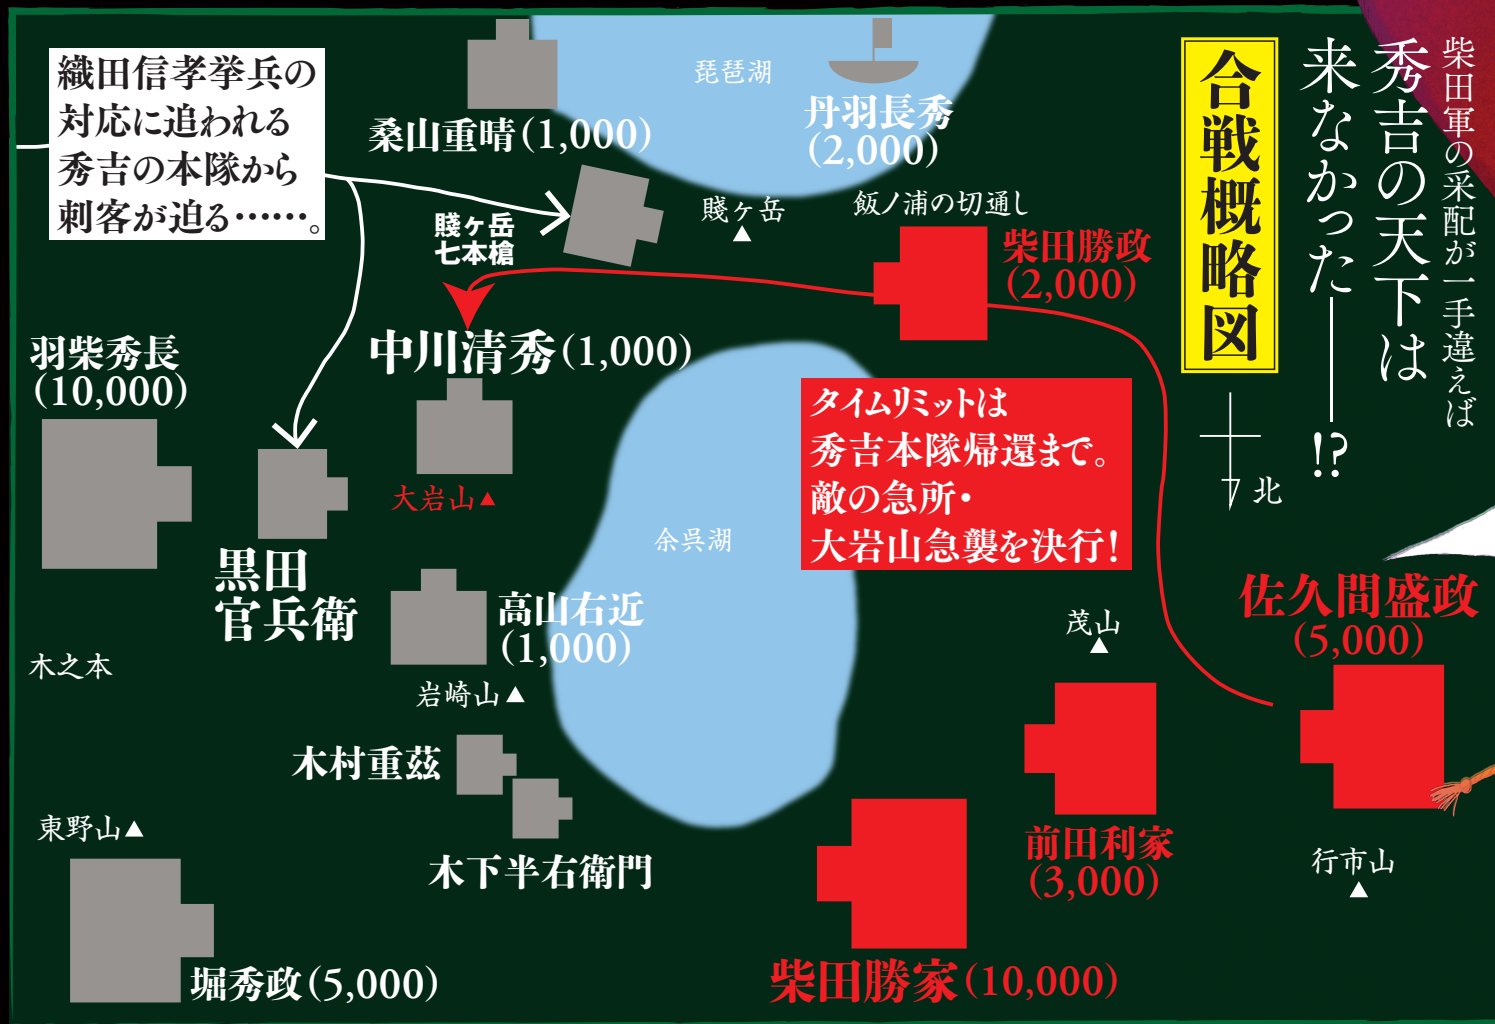 柴田軍の采配が一手違えば
秀吉の天下は
来なかった――!?
合戦概略図
北
織田信孝挙兵の
対応に追われる
秀吉の本隊から
刺客が迫る……。
桑山重晴(1,000)
琵琶湖
丹羽長秀
(2,000)
賤ヶ岳
飯ノ浦の切通し
賤ヶ岳
七本槍
柴田勝政
(2,000)
羽柴秀長
(10,000)
中川清秀(1,000)
タイムリミットは
秀吉本隊帰還まで。
敵の急所・
大岩山急襲を決行!
大岩山
余呉湖
黒田
官兵衛
高山右近
(1,000)
茂山
佐久間盛政
(5,000)
木之本
岩崎山
木村重茲
東野山
木下半右衛門
前田利家
(3,000)
行市山
堀秀政(5,000)
柴田勝家(10,000)